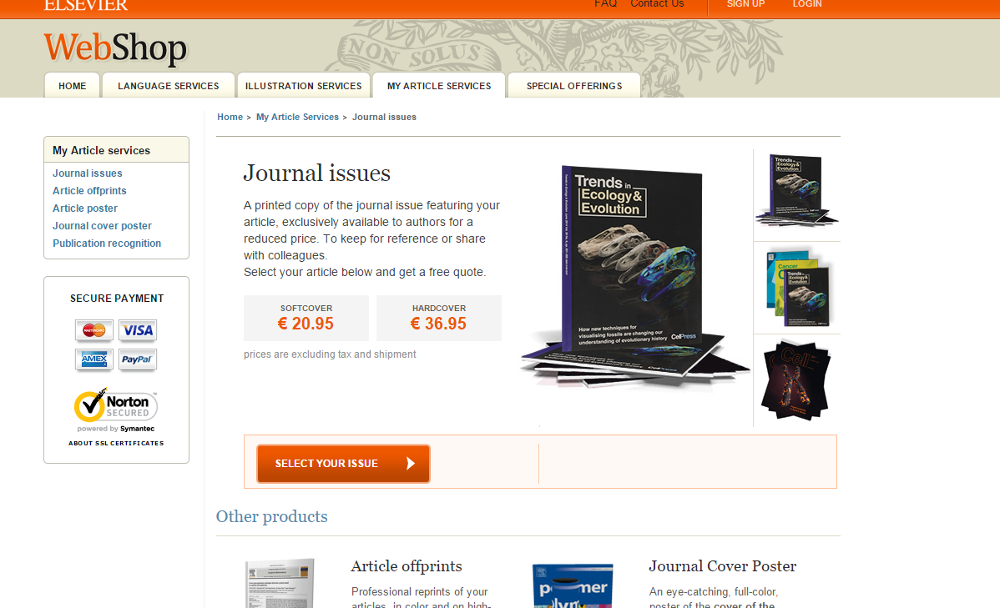 ELSEVIER
FAQ Contact Us SIGN UP LOGIN
WebShop
NON SOLUS
HOME LANGUAGE SERVICES ILLUSTRATION SERVICES MY ARTICLE SERVICES SPECIAL OFFERINGS
Home > My Article Services > Journal issues
My Article services
Journal issues
Article offprints
Article poster
Journal cover poster
Publication recognition
SECURE PAYMENT
MasterCard VISA
AMEX PayPal
Norton
SECURED
powered by Symantec
ABOUT SSL CERTIFICATES
Journal issues
A printed copy of the journal issue featuring your
article, exclusively available to authors for a
reduced price. To keep for reference or share
with colleagues.
Select your article below and get a free quote.
SOFTCOVER
€ 20.95
HARDCOVER
€ 36.95
prices are excluding tax and shipment
Trends in
Ecology &
Evolution
How new techniques for
visualising fossils are changing our
understanding of evolutionary history
CellPress
Trends in
Ecology &
Evolution
Cancer
Trends in
Ecology &
Evolution
Cell
SELECT YOUR ISSUE
Other products
Article offprints
Professional reprints of your
articles, in color and on high-
Journal Cover Poster
An eye-catching, full-color,
poster of the cover of the